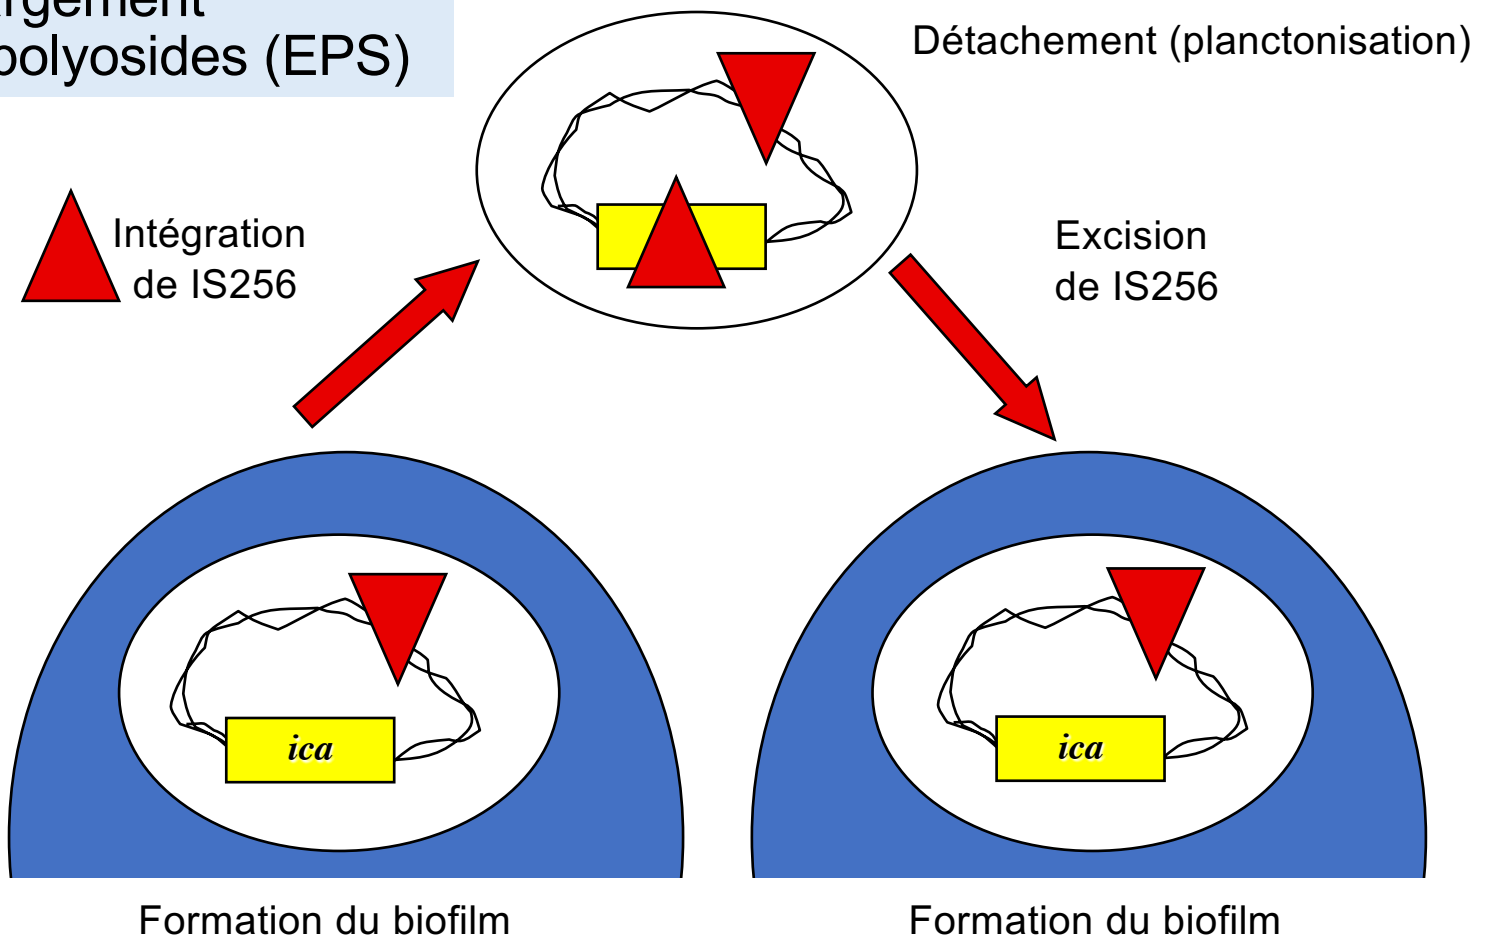 polyosides (EPS)
Détachement (planctonisation)
Intégration
de IS256
Excision
de IS256
ica
ica
Formation du biofilm
Formation du biofilm